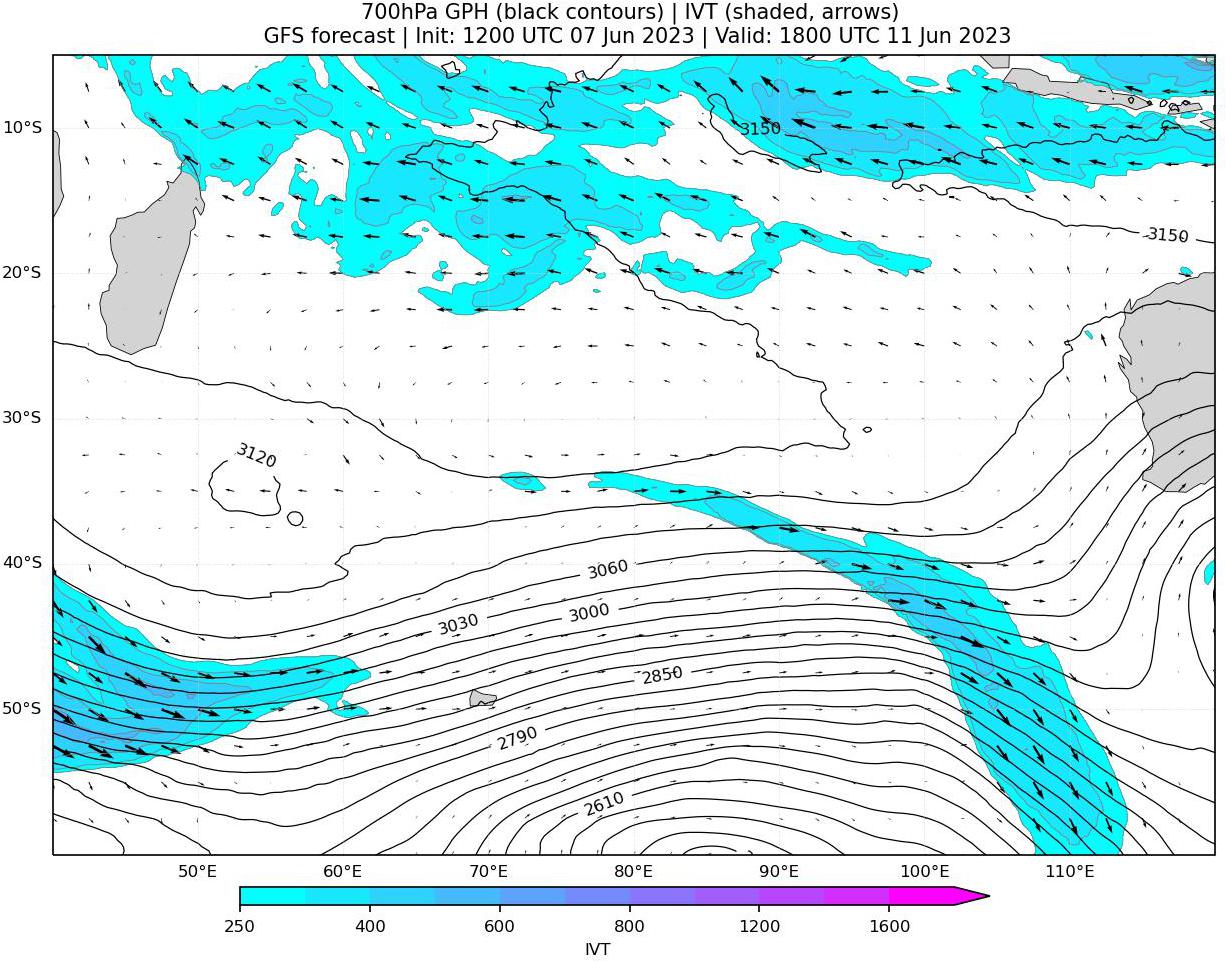 700hPa GPH (black contours) | IVT (shaded, arrows)
GFS forecast | Init: 1200 UTC 07 Jun 2023 | Valid: 1800 UTC 11 Jun 2023
10°S
3150
3150
20°S
30°S
3120
40°S
3060
3000
3030
2850
50°S
2790
2610
50°E 60°E 70°E 80°E 90°E 100°E 110°E
250 400 600 800 1200 1600
IVT